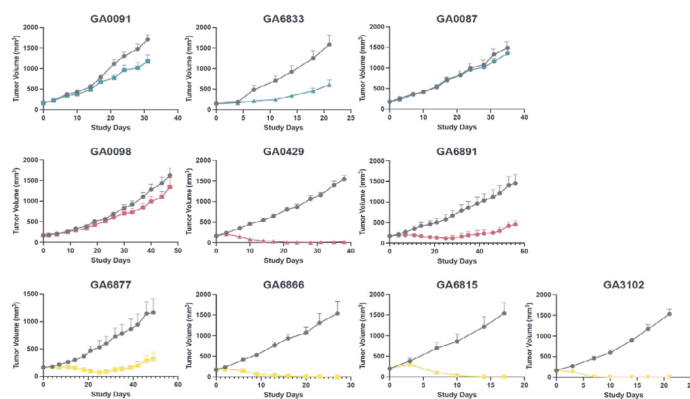 GA0091 GA6833 GA0087
Tumor Volume (mm³) 2000 1500 1000 500 0
0 10 20 30 40
Study Days
Tumor Volume (mm³) 2000 1500 1000 500 0
0 5 10 15 20 25
Study Days
Tumor Volume (mm³) 2000 1500 1000 500 0
0 10 20 30 40
Study Days
GA0098 GA0429 GA6891
Tumor Volume (mm³) 2000 1500 1000 500 0
0 10 20 30 40 50
Study Days
Tumor Volume (mm³) 2000 1500 1000 500 0
0 10 20 30 40
Study Days
Tumor Volume (mm³) 2000 1500 1000 500 0
0 20 40 60
Study Days
GA6877 GA6866 GA6815 GA3102
Tumor Volume (mm³) 1500 1000 500 0
0 20 40 60
Study Days
Tumor Volume (mm³) 2000 1500 1000 500 0
0 10 20 30
Study Days
Tumor Volume (mm³) 2000 1500 1000 500 0
0 5 10 15 20
Study Days
Tumor Volume (mm³) 2000 1500 1000 500 0
0 5 10 15 20
Study Days